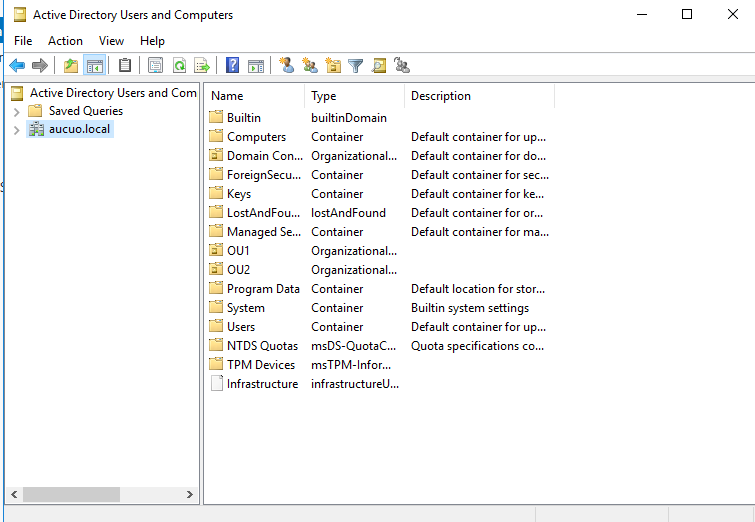 Active Directory Users and Computers
File Action View Help
Active Directory Users and Com
Saved Queries
aucuo.local
Name Type Description
Builtin builtinDomain
Computers Container Default container for up...
Domain Con... Organizational... Default container for do...
ForeignSecu... Container Default container for sec...
Keys Container Default container for ke...
LostAndFou... lostAndFound Default container for or...
Managed Se... Container Default container for ma...
OU1 Organizational...
OU2 Organizational...
Program Data Container Default location for stor...
System Container Builtin system settings
Users Container Default container for up...
NTDS Quotas msDS-QuotaC... Quota specifications co...
TPM Devices msTPM-Infor...
Infrastructure infrastructureU...